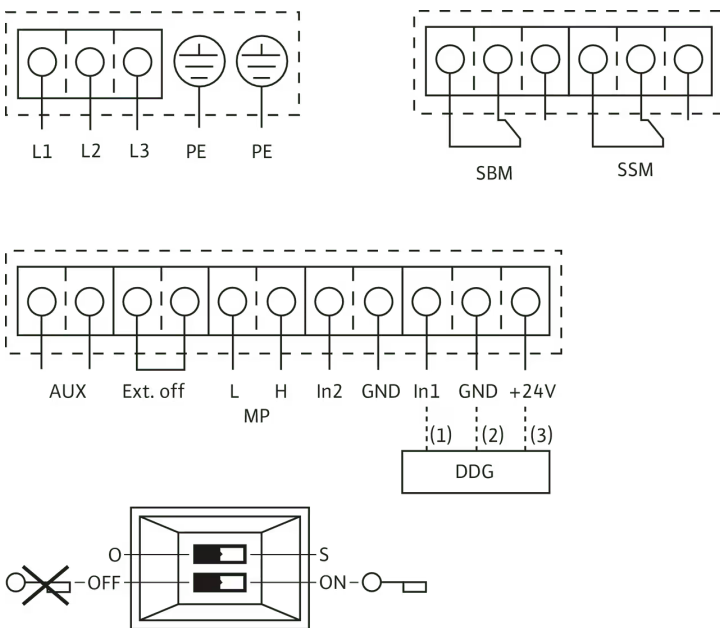 L1 L2 L3 PE PE
SBM SSM
AUX Ext. off L H In2 GND In1 GND +24V
MP
(1) (2) (3)
DDG
O S
OFF ON